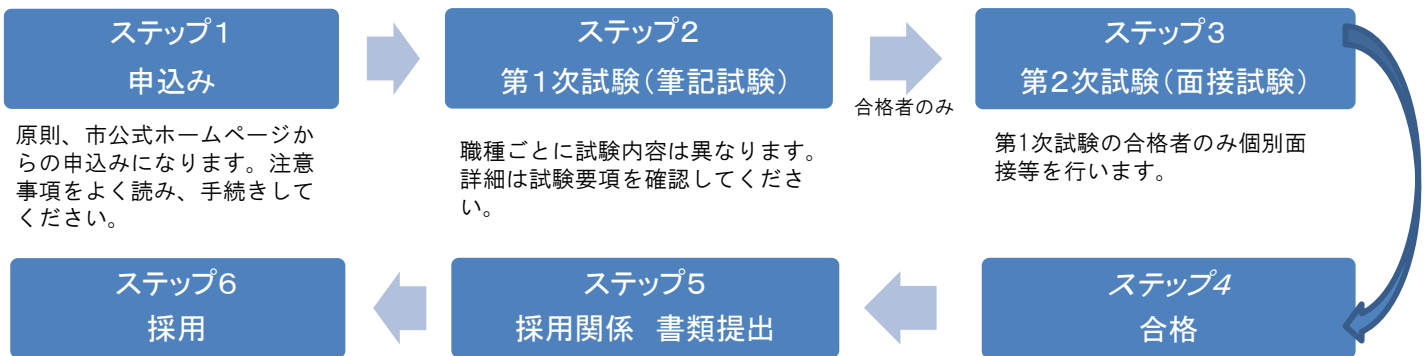 ステップ1
申込み
原則、市公式ホームページか
らの申込みになります。注意
事項をよく読み、手続きして
ください。
ステップ2
第1次試験(筆記試験)
職種ごとに試験内容は異なります。
詳細は試験要項を確認してくださ
い。
合格者のみ
ステップ3
第2次試験(面接試験)
第1次試験の合格者のみ個別面
接等を行います。
ステップ4
合格
ステップ5
採用関係 書類提出
ステップ6
採用